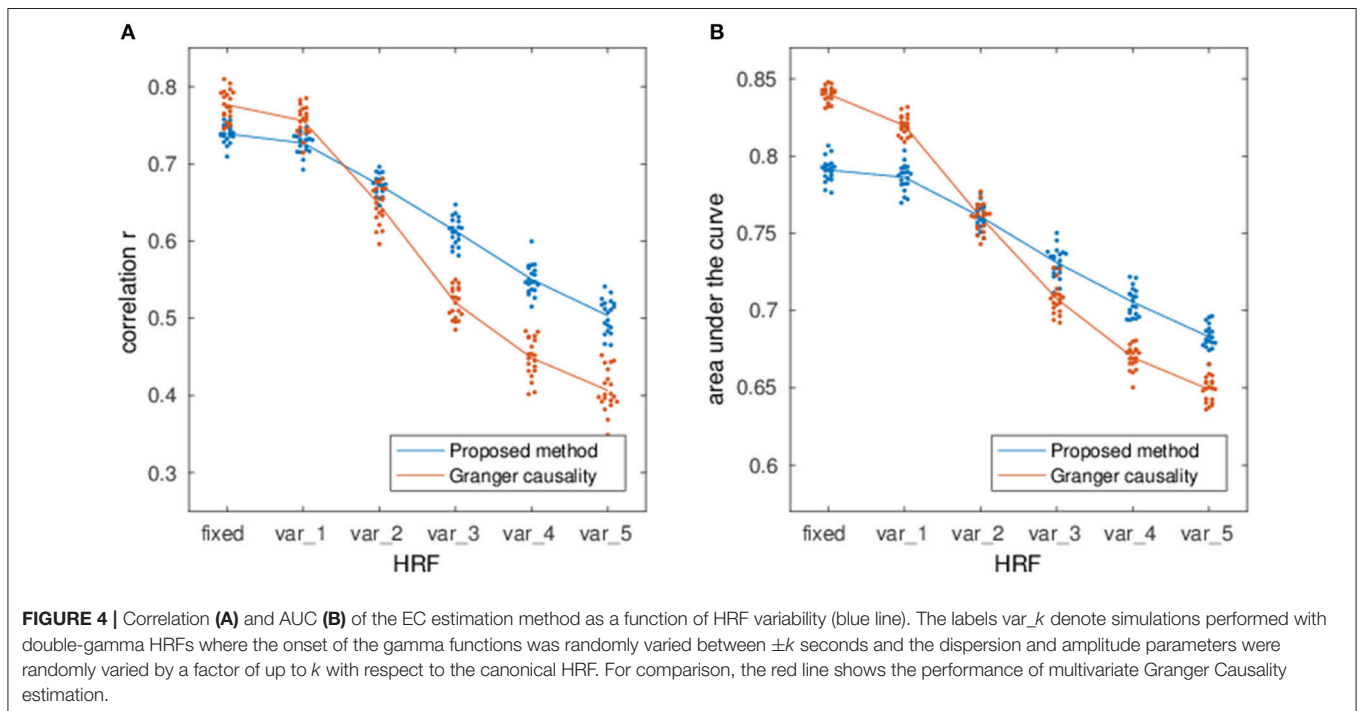 A
0.8
0.7
0.6
0.5
0.4
0.3
correlation r
Proposed method
Granger causality
fixed var_1 var_2 var_3 var_4 var_5
HRF
B
0.85
0.8
0.75
0.7
0.65
0.6
area under the curve
Proposed method
Granger causality
fixed var_1 var_2 var_3 var_4 var_5
HRF
FIGURE 4 | Correlation (A) and AUC (B) of the EC estimation method as a function of HRF variability (blue line). The labels var_k denote simulations performed with
double-gamma HRFs where the onset of the gamma functions was randomly varied between ±k seconds and the dispersion and amplitude parameters were
randomly varied by a factor of up to k with respect to the canonical HRF. For comparison, the red line shows the performance of multivariate Granger Causality
estimation.